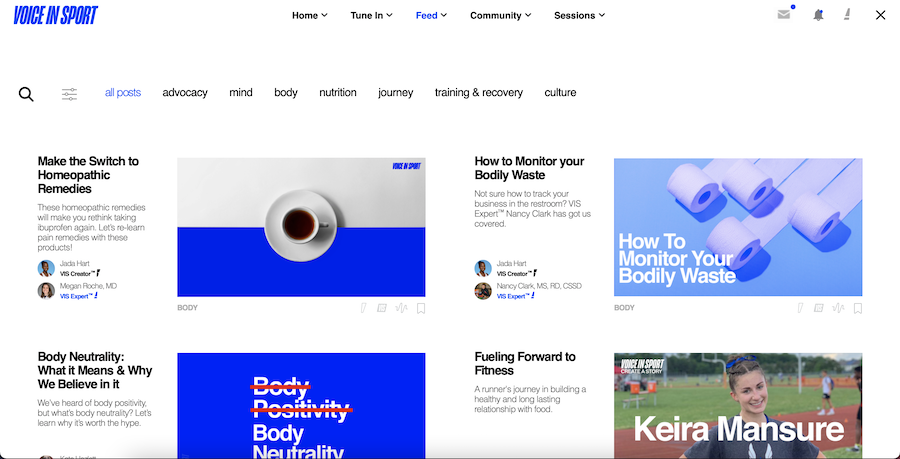 VOICE IN SPORT
Home
Tune In
Feed
Community
Sessions
all posts
advocacy
mind
body
nutrition
journey
training & recovery
culture
Make the Switch to
Homeopathic
Remedies
These homeopathic remedies
will make you rethink taking
ibuprofen again. Let's re-learn
pain remedies with these
products!
Jada Hart
VIS Creator™
Megan Roche, MD
VIS Expert™
VOICE IN SPORT
BODY
How to Monitor your
Bodily Waste
Not sure how to track your
business in the restroom? VIS
Expert™ Nancy Clark has got us
covered.
Jada Hart
VIS Creator™
Nancy Clark, MS, RD, CSSD
VIS Expert™
How To
Monitor Your
Bodily Waste
BODY
Body Neutrality:
What it Means & Why
We Believe in it
We've heard of body positivity,
but what's body neutrality? Let's
learn why it's worth the hype.
Body
Positivity
Body
Neutrality
Fueling Forward to
Fitness
A runner's journey in building a
healthy and long lasting
relationship with food.
VOICE IN SPORT
CREATE A STORY
Keira Mansure